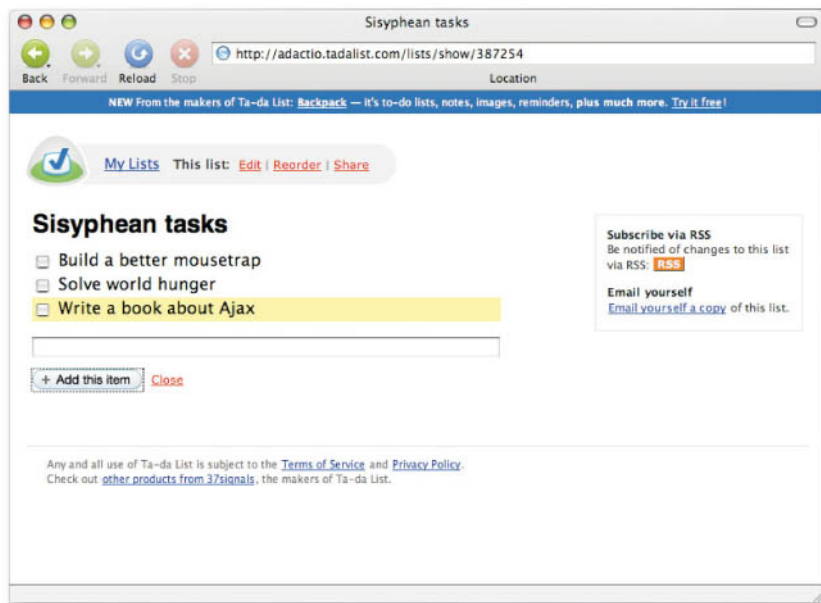 Sisyphean tasks
http://adactio.tadalist.com/lists/show/387254
Back Forward Reload Stop Location
NEW From the makers of Ta-da List: Backpack — it's to-do lists, notes, images, reminders, plus much more. Try it free!
My Lists This list: Edit | Reorder | Share
Sisyphean tasks
Build a better mousetrap
Solve world hunger
Write a book about Ajax
+ Add this item Close
Subscribe via RSS
Be notified of changes to this list
via RSS: RSS
Email yourself
Email yourself a copy of this list.
Any and all use of Ta-da List is subject to the Terms of Service and Privacy Policy.
Check out other products from 37signals, the makers of Ta-da List.